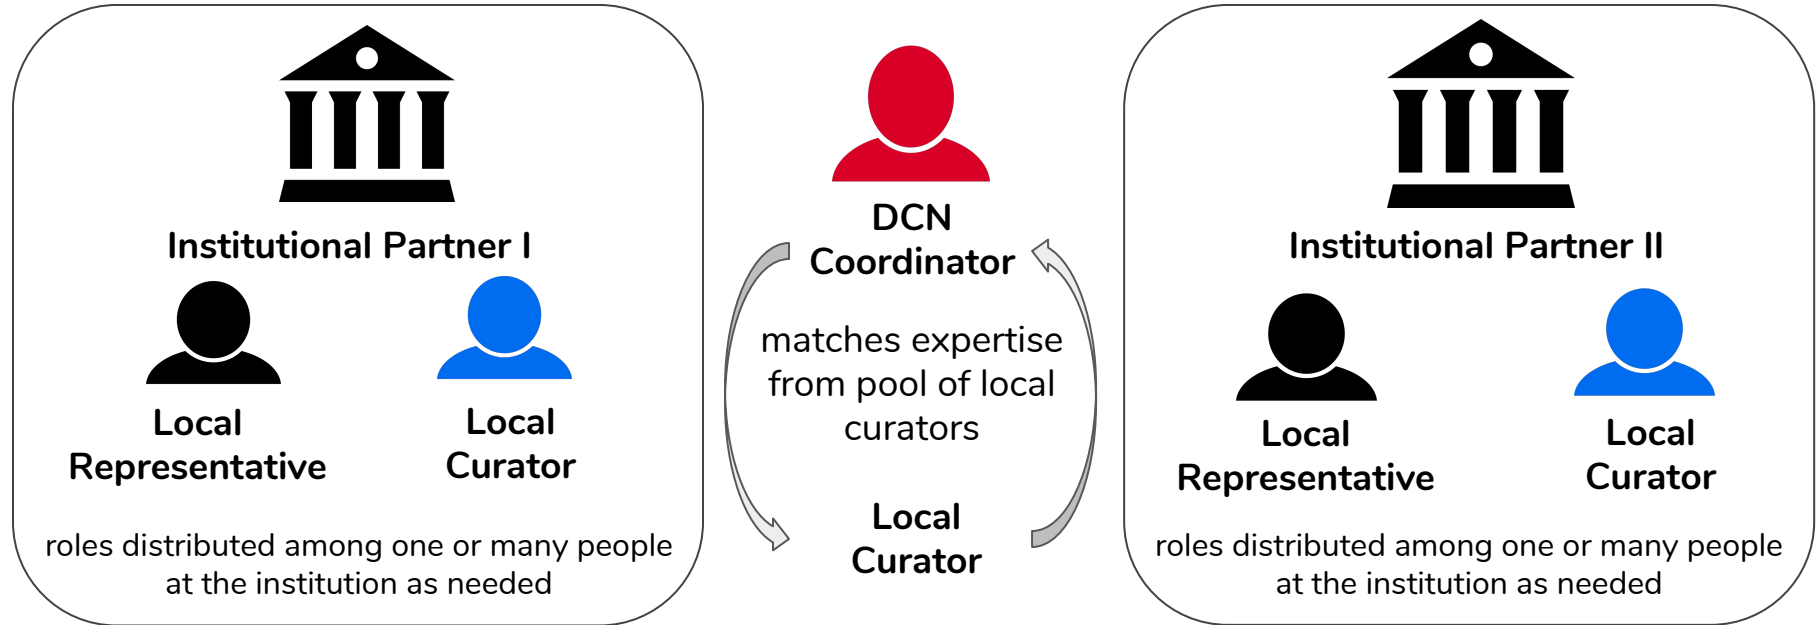 Institutional Partner I
Local
Representative
Local
Curator
roles distributed among one or many people
at the institution as needed
DCN
Coordinator
matches expertise
from pool of local
curators
Local
Curator
Institutional Partner II
Local
Representative
Local
Curator
roles distributed among one or many people
at the institution as needed